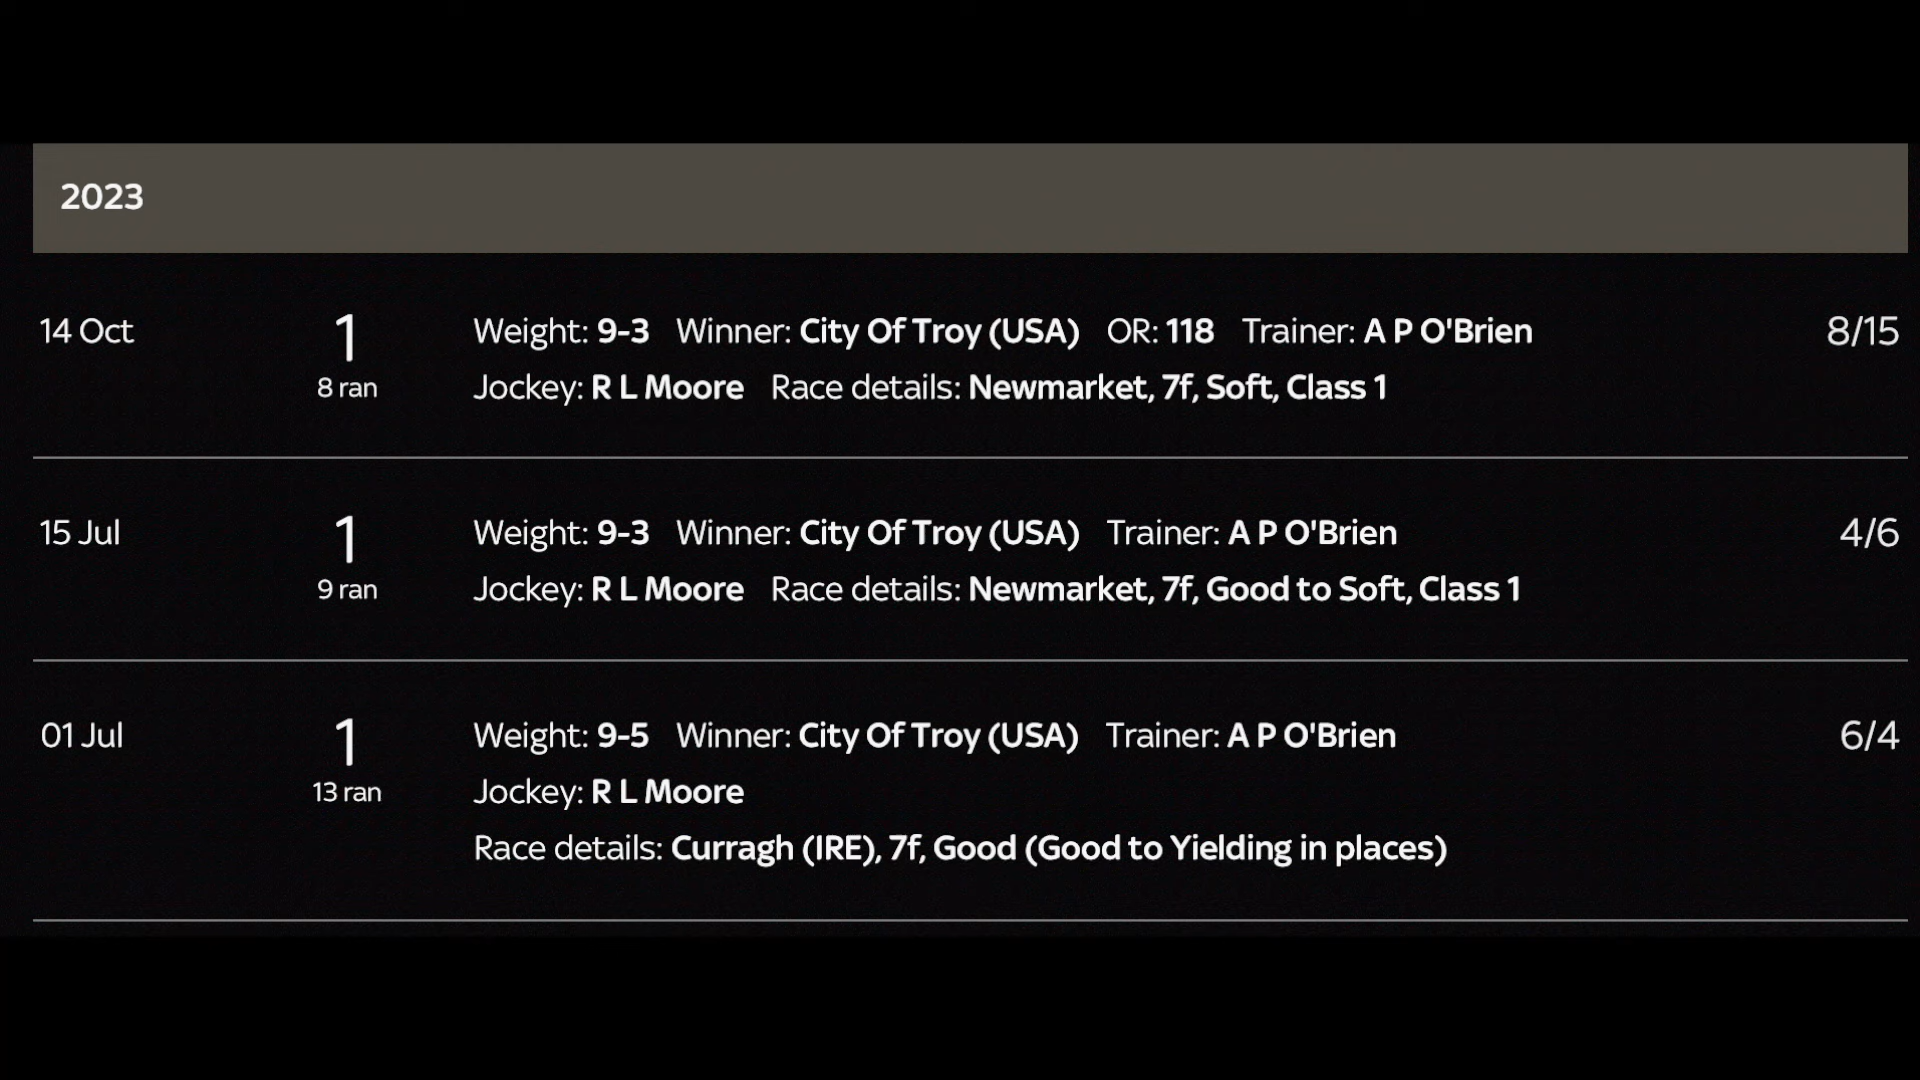 2023
14 Oct
1
8 ran
Weight: 9-3 Winner: City Of Troy (USA) OR: 118 Trainer: A P O'Brien
Jockey: R L Moore Race details: Newmarket, 7f, Soft, Class 1
8/15
15 Jul
1
9 ran
Weight: 9-3 Winner: City Of Troy (USA) Trainer: A P O'Brien
Jockey: R L Moore Race details: Newmarket, 7f, Good to Soft, Class 1
4/6
01 Jul
1
13 ran
Weight: 9-5 Winner: City Of Troy (USA) Trainer: A P O'Brien
Jockey: R L Moore
Race details: Curragh (IRE), 7f, Good (Good to Yielding in places)
6/4